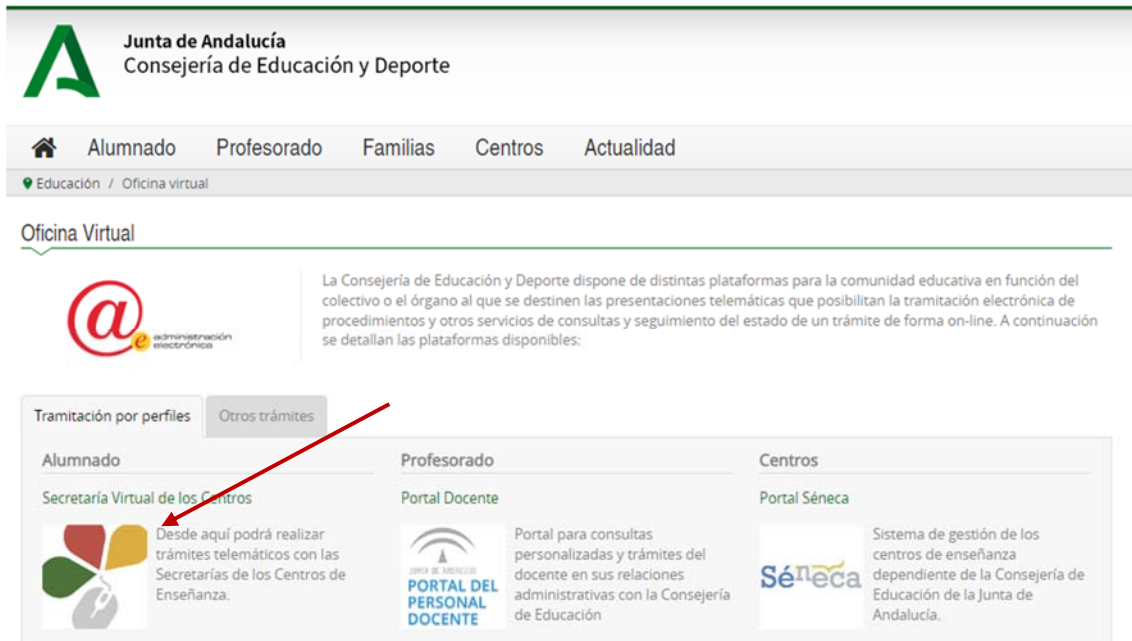 Junta de Andalucía
Consejería de Educación y Deporte
Alumnado Profesorado Familias Centros Actualidad
Educación / Oficina virtual
Oficina Virtual
@e administración
electrónica
La Consejería de Educación y Deporte dispone de distintas plataformas para la comunidad educativa en función del
colectivo o el órgano al que se destinen las presentaciones telemáticas que posibilitan la tramitación electrónica de
procedimientos y otros servicios de consultas y seguimiento del estado de un trámite de forma on-line. A continuación
se detallan las plataformas disponibles:
Tramitación por perfiles Otros trámites
Alumnado
Secretaría Virtual de los Centros
Desde aquí podrá realizar
trámites telemáticos con las
Secretarías de los Centros de
Enseñanza.
Profesorado
Portal Docente
JUNTA DE ANDALUCIA
PORTAL DEL
PERSONAL
DOCENTE
Portal para consultas
personalizadas y trámites del
docente en sus relaciones
administrativas con la Consejería
de Educación
Centros
Portal Séneca
Séneca
Sistema de gestión de los
centros de enseñanza
dependiente de la Consejería de
Educación de la Junta de
Andalucía.